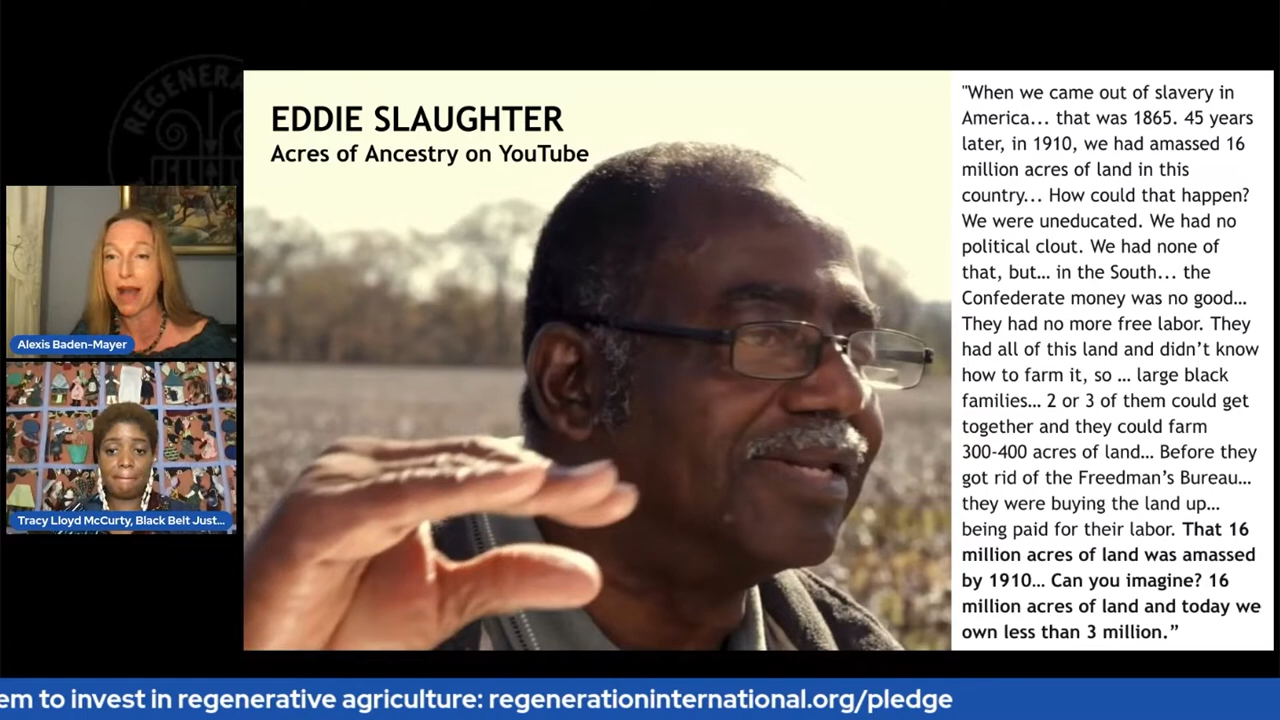 REGENERA
EDDIE SLAUGHTER
Acres of Ancestry on YouTube
"When we came out of slavery in
America... that was 1865. 45 years
later, in 1910, we had amassed 16
million acres of land in this
country... How could that happen?
We were uneducated. We had no
political clout. We had none of
that, but... in the South... the
Confederate money was no good...
They had no more free labor. They
had all of this land and didn't know
how to farm it, so ... large black
families... 2 or 3 of them could get
together and they could farm
300-400 acres of land... Before they
got rid of the Freedman's Bureau...
they were buying the land up...
being paid for their labor. That 16
million acres of land was amassed
by 1910... Can you imagine? 16
million acres of land and today we
own less than 3 million."
Alexis Baden-Mayer
Tracy Lloyd McCurty, Black Belt Just...
em to invest in regenerative agriculture: regenerationinternational.org/pledge